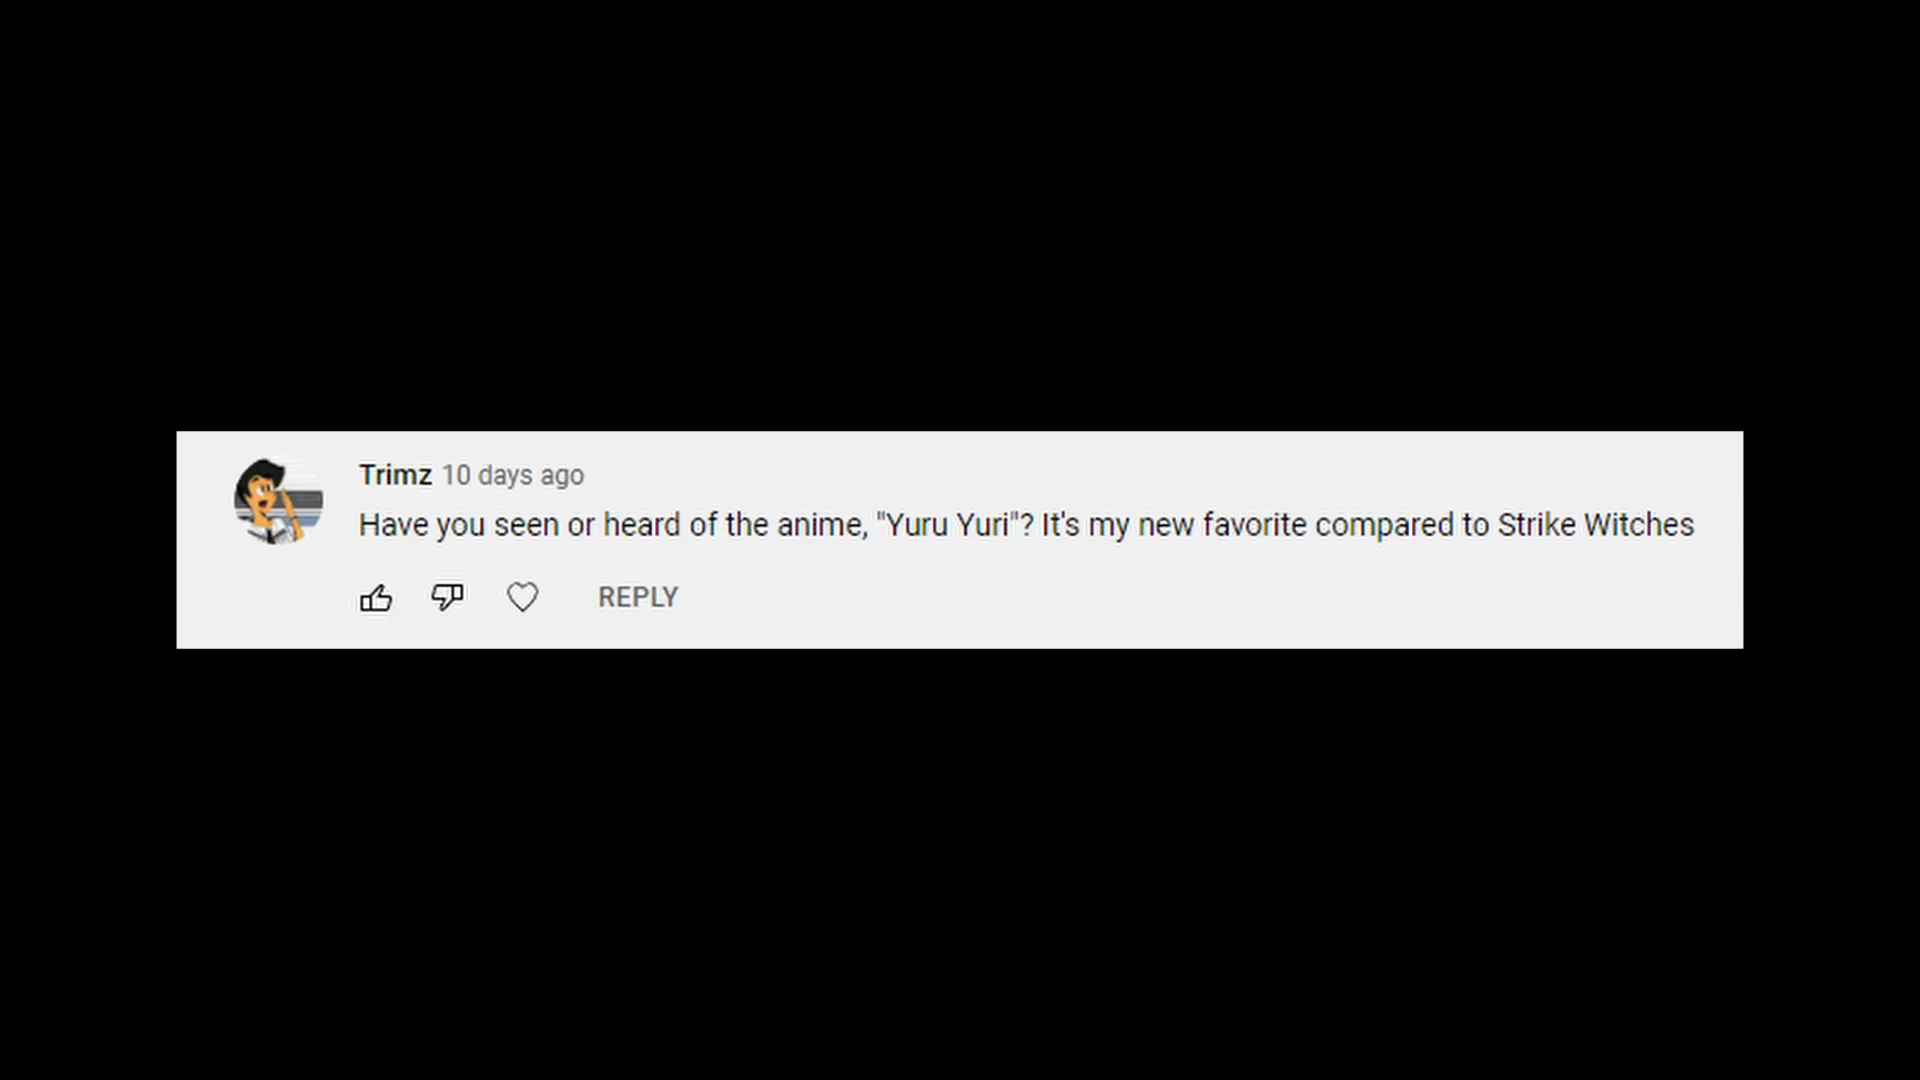 Trimz 10 days ago
Have you seen or heard of the anime, "Yuru Yuri"? It's my new favorite compared to Strike Witches
REPLY